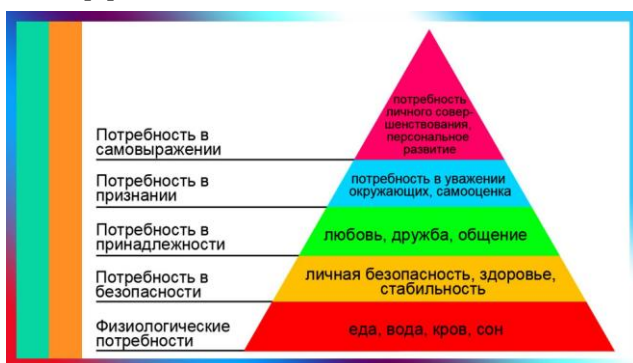 потребность
личного совер-
шенствования,
персональное
развитие
Потребность в
самовыражении
потребность в уважении
окружающих, самооценка
Потребность в
признании
любовь, дружба, общение
Потребность в
принадлежности
личная безопасность, здоровье,
стабильность
Потребность в
безопасности
еда, вода, кров, сон
Физиологические
потребности